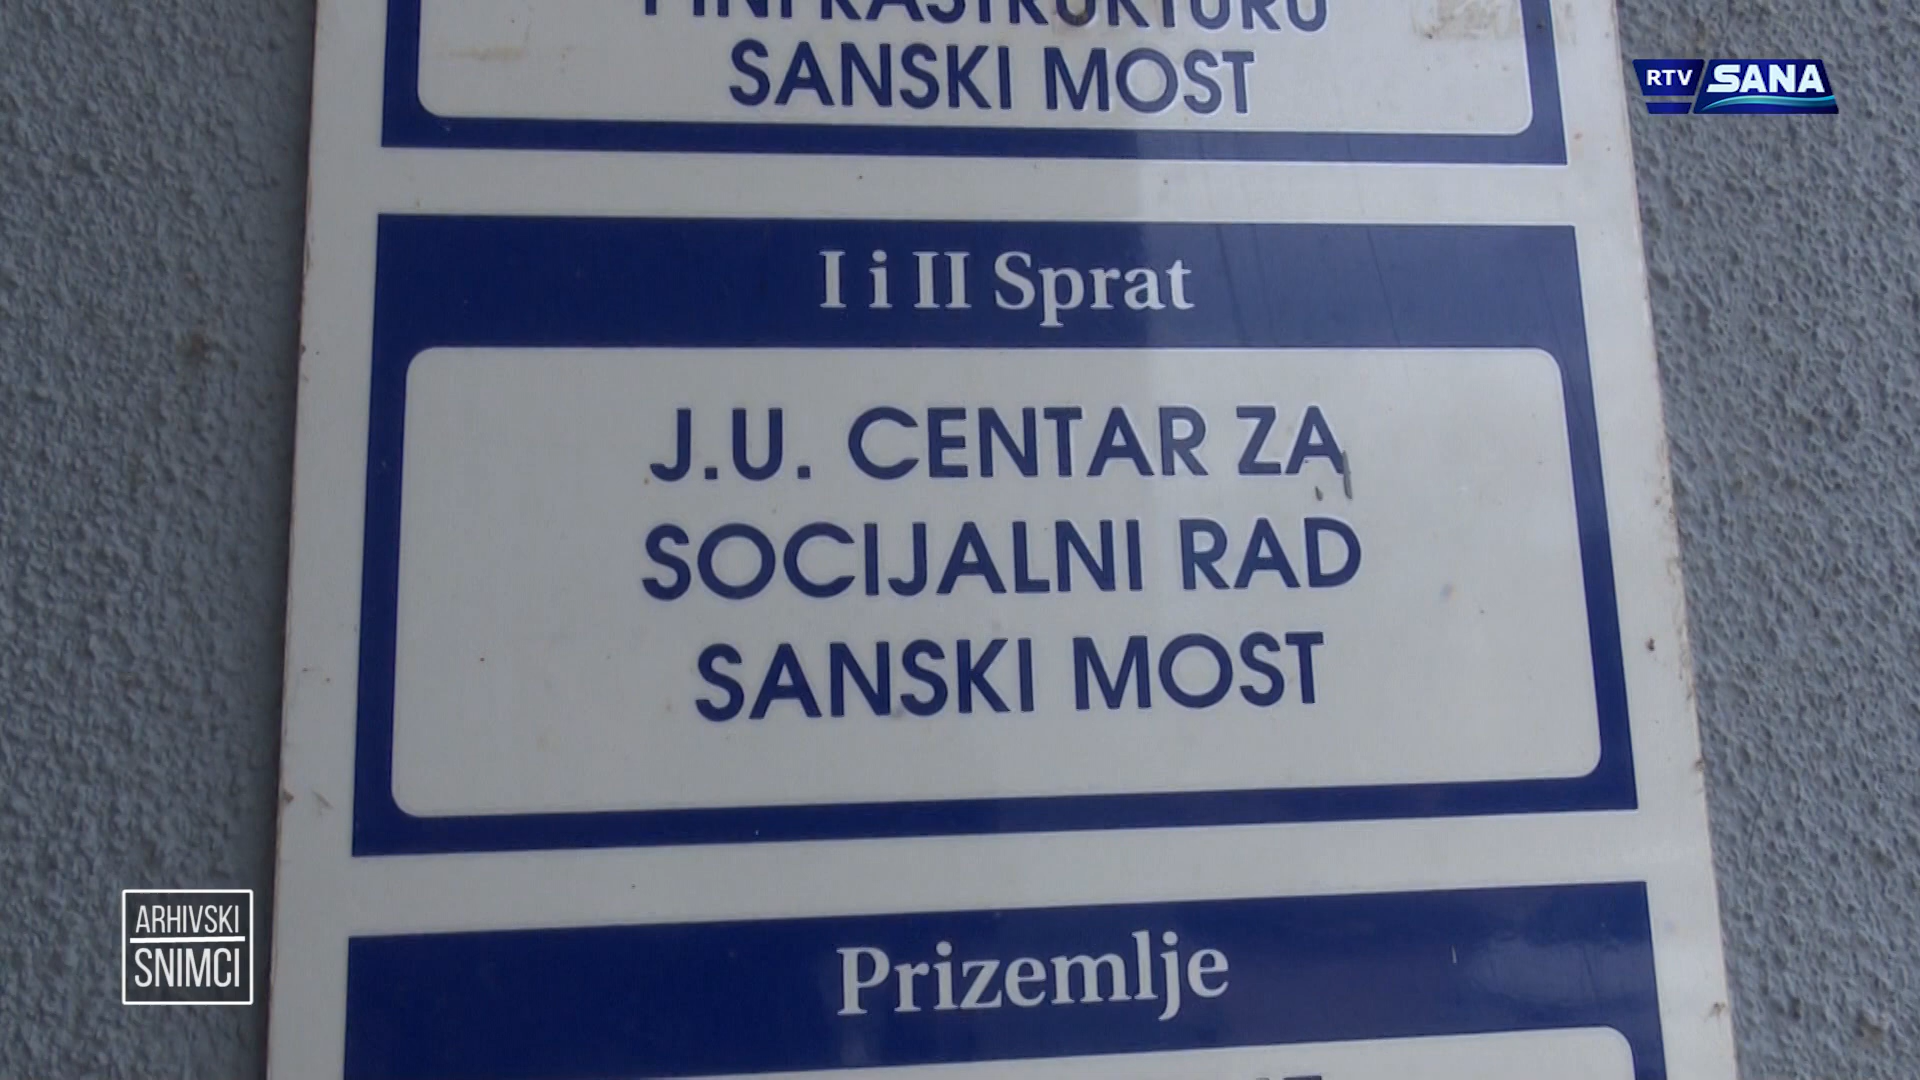 INFRASTRUKTURU
SANSKI MOST
RTV SANA
I i II Sprat
J.U. CENTAR ZA
SOCIJALNI RAD
SANSKI MOST
ARHIVSKI
SNIMCI
Prizemlje